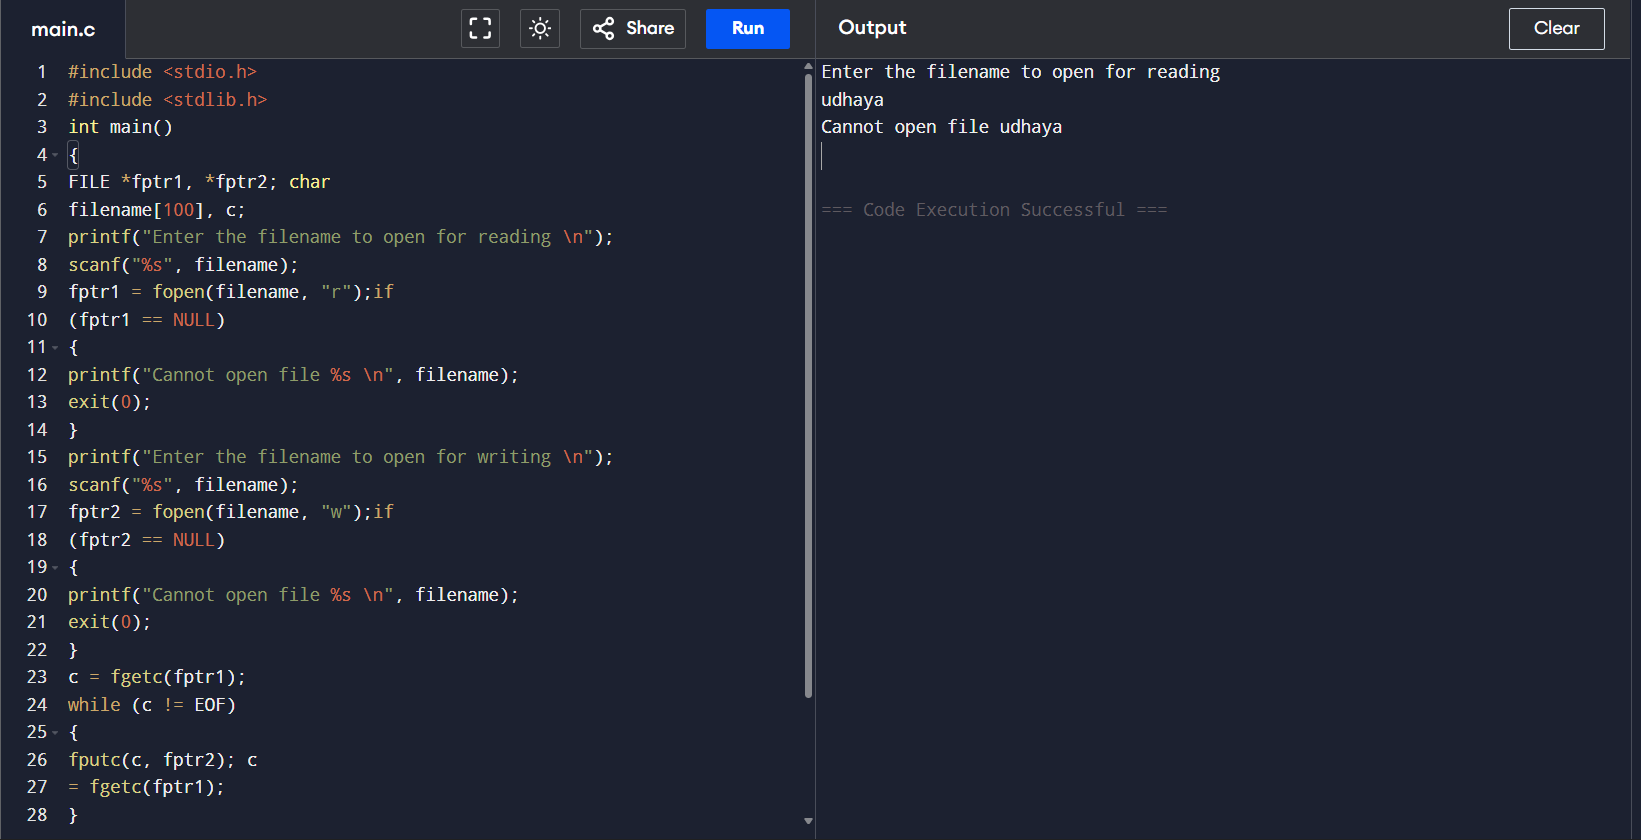 main.c
Share
Run
Output
Clear
1 #include <stdio.h>
2 #include <stdlib.h>
3 int main()
4 {
5 FILE *fptr1, *fptr2; char
6 filename[100], c;
7 printf("Enter the filename to open for reading \n");
8 scanf("%s", filename);
9 fptr1 = fopen(filename, "r");if
10 (fptr1 == NULL)
11 {
12 printf("Cannot open file %s \n", filename);
13 exit(0);
14 }
15 printf("Enter the filename to open for writing \n");
16 scanf("%s", filename);
17 fptr2 = fopen(filename, "w");if
18 (fptr2 == NULL)
19 {
20 printf("Cannot open file %s \n", filename);
21 exit(0);
22 }
23 c = fgetc(fptr1);
24 while (c != EOF)
25 {
26 fputc(c, fptr2); c
27 = fgetc(fptr1);
28 }
Enter the filename to open for reading
udhaya
Cannot open file udhaya
=== Code Execution Successful ===